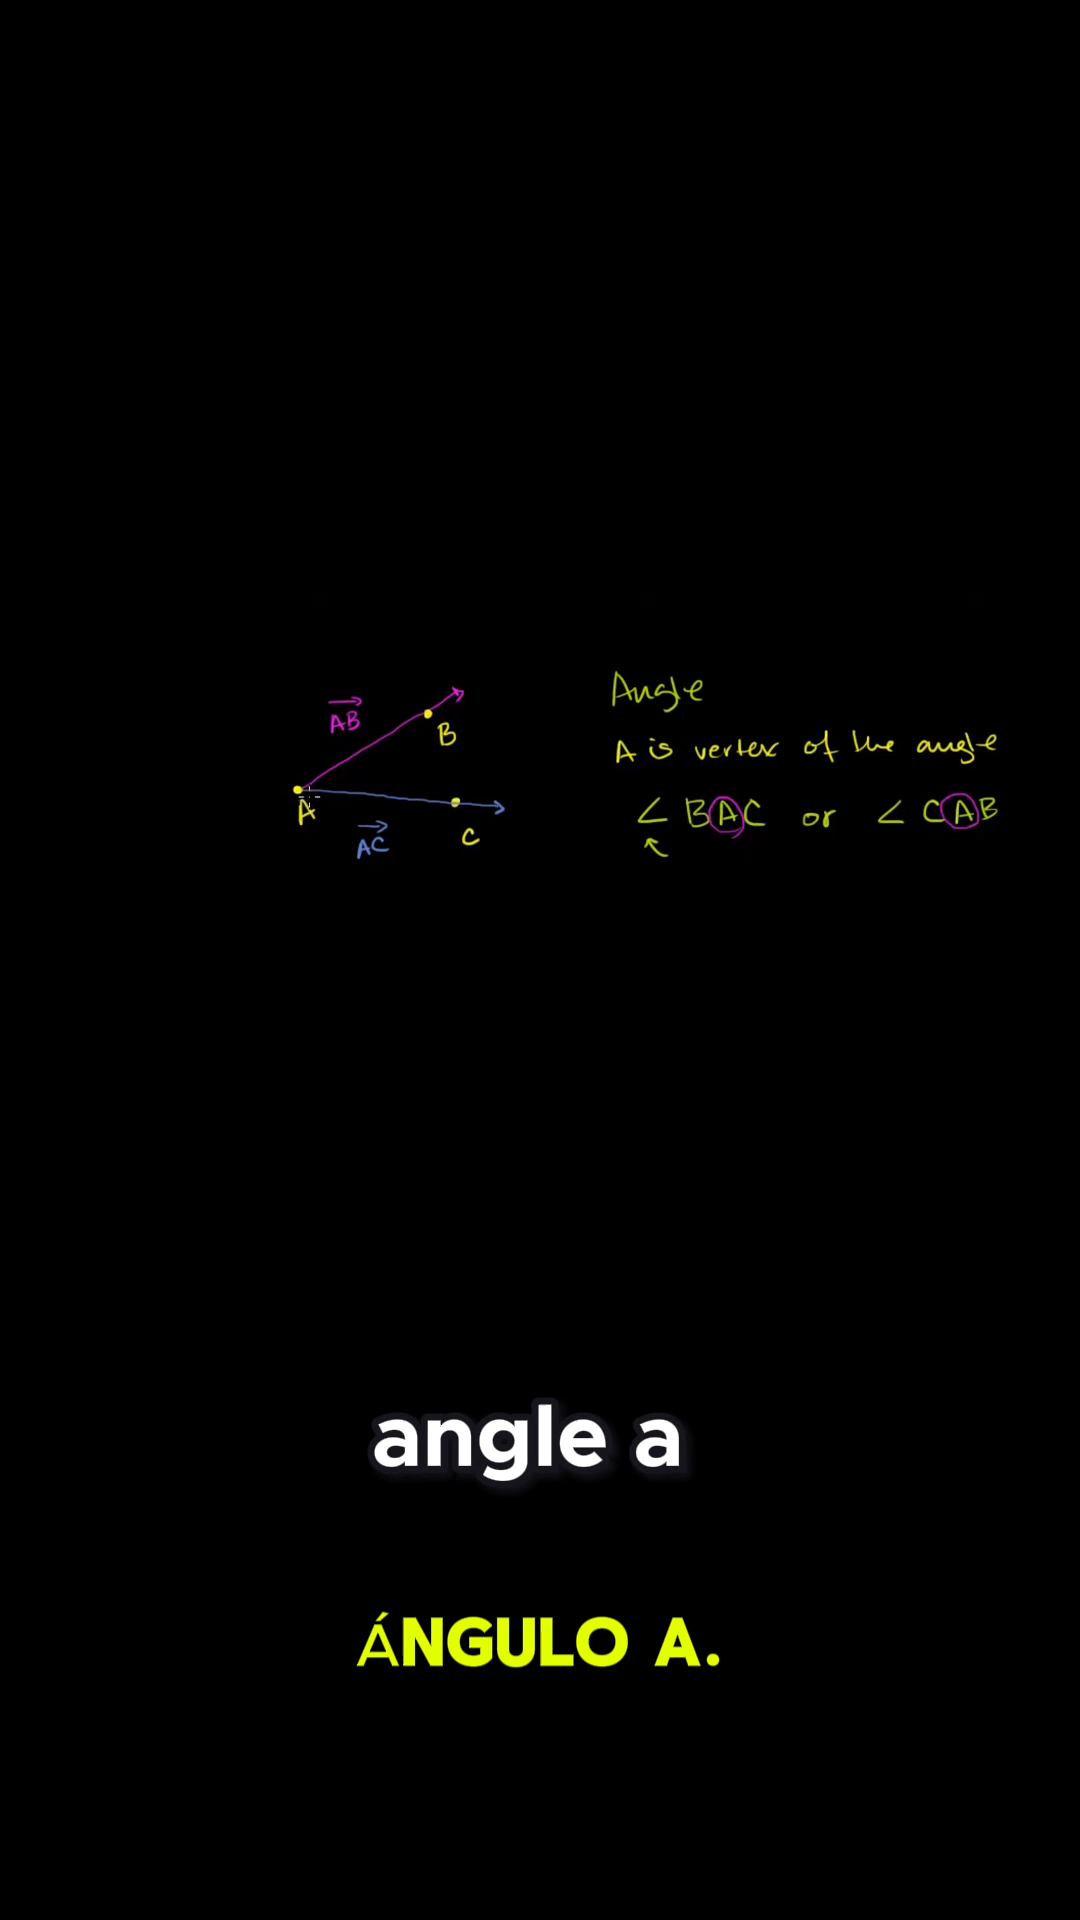 AB
B
A
C
AC
Angle
A is vertex of the angle
∠ BAC or ∠ CAB
angle a
ÁNGULO A.